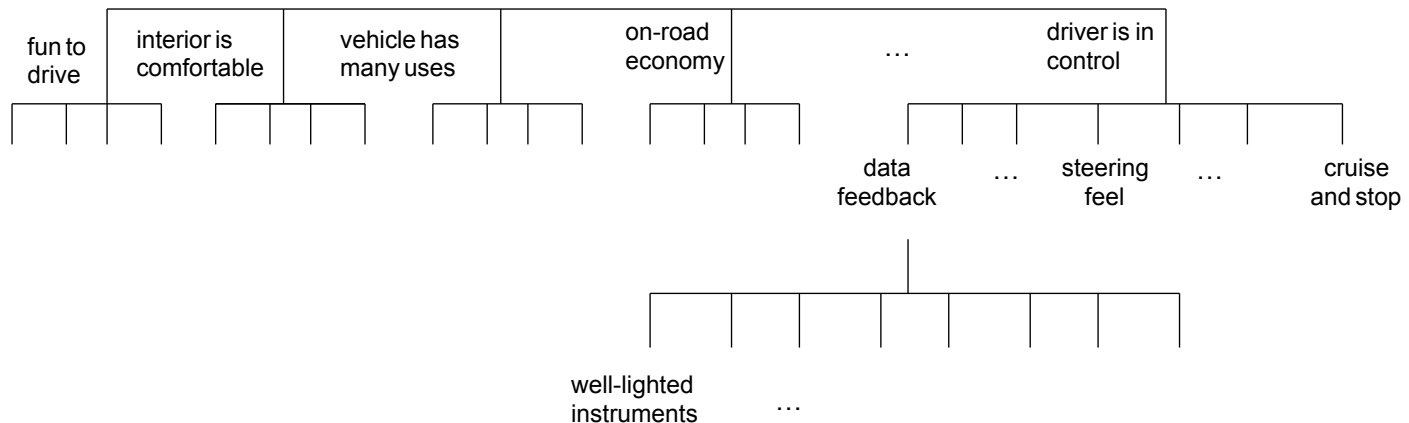 fun to
drive
interior is
comfortable
vehicle has
many uses
on-road
economy
…
driver is in
control
data
feedback
…
steering
feel
…
cruise
and stop
well-lighted
instruments
…